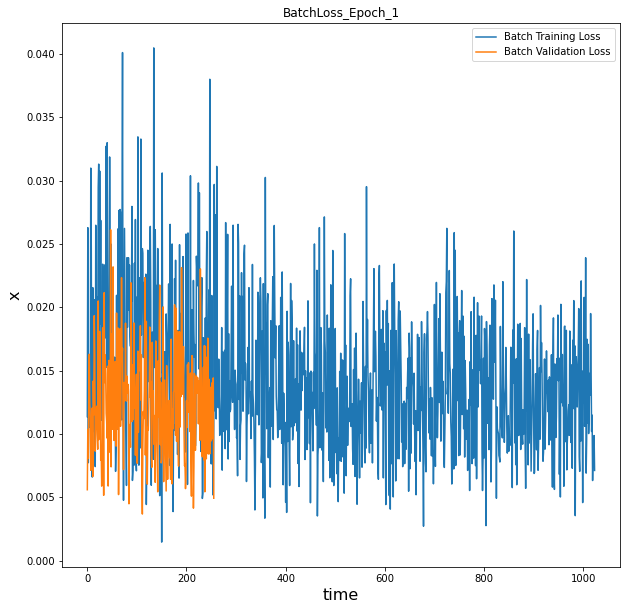 BatchLoss_Epoch_1
Batch Training Loss
Batch Validation Loss
0.040
0.035
0.030
0.025
0.020
0.015
0.010
0.005
0.000
x
0 200 400 600 800 1000
time